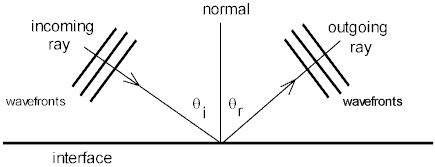 normal
incoming
ray
outgoing
ray
wavefronts
θi
θr
wavefronts
interface